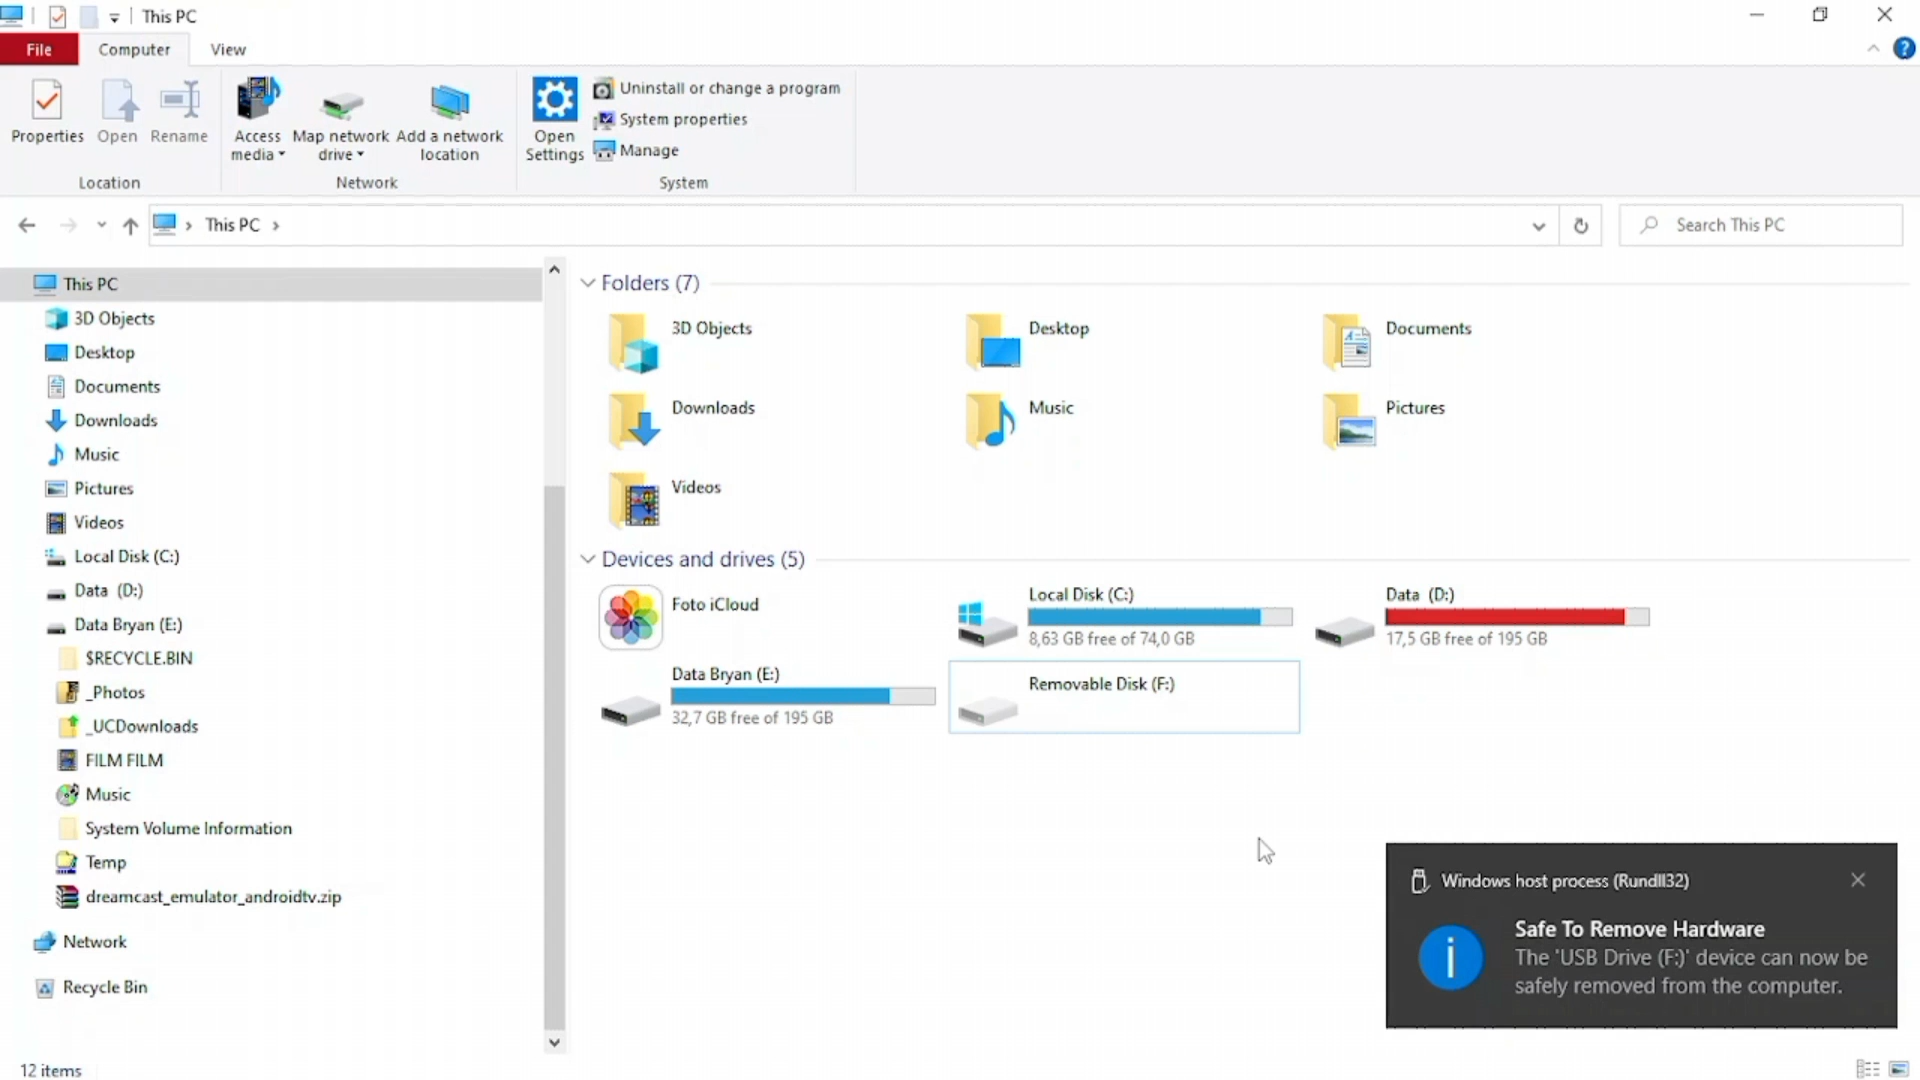 This PC
File
Computer
View
Properties
Open
Rename
Access
media
Map network
drive
Add a network
location
Open
Settings
Uninstall or change a program
System properties
Manage
Location
Network
System
This PC
Search This PC
This PC
3D Objects
Desktop
Documents
Downloads
Music
Pictures
Videos
Local Disk (C:)
Data (D:)
Data Bryan (E:)
$RECYCLE.BIN
_Photos
_UCDownloads
FILM FILM
Music
System Volume Information
Temp
dreamcast_emulator_androidtv.zip
Network
Recycle Bin
Folders (7)
3D Objects
Desktop
Documents
Downloads
Music
Pictures
Videos
Devices and drives (5)
Foto iCloud
Local Disk (C:)
8,63 GB free of 74,0 GB
Data (D:)
17,5 GB free of 195 GB
Data Bryan (E:)
32,7 GB free of 195 GB
Removable Disk (F:)
Windows host process (Rundll32)
Safe To Remove Hardware
The 'USB Drive (F:)' device can now be
safely removed from the computer.
12 items